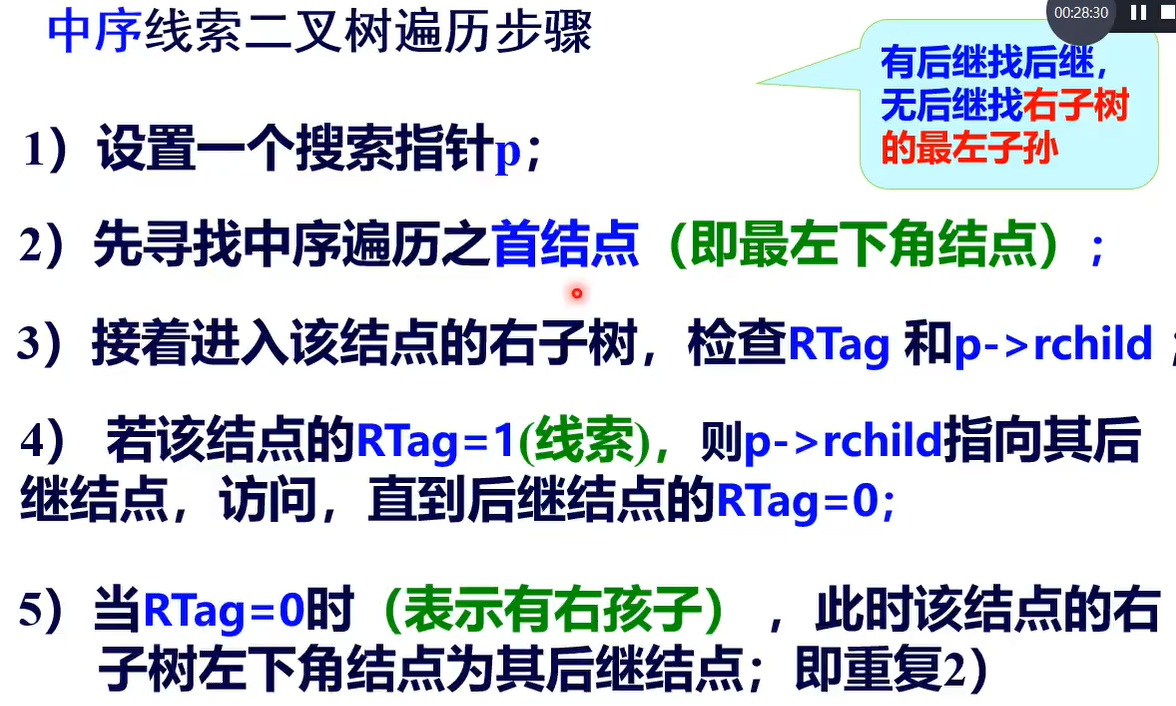 中序线索二叉树遍历步骤
00:28:30
有后继找后继，
无后继找右子树
的最左子孙
1）设置一个搜索指针p；
2）先寻找中序遍历之首结点（即最左下角结点）；
3）接着进入该结点的右子树，检查RTag 和p->rchild；
4） 若该结点的RTag=1(线索)，则p->rchild指向其后
继结点，访问，直到后继结点的RTag=0；
5）当RTag=0时（表示有右孩子），此时该结点的右
子树左下角结点为其后继结点；即重复2）